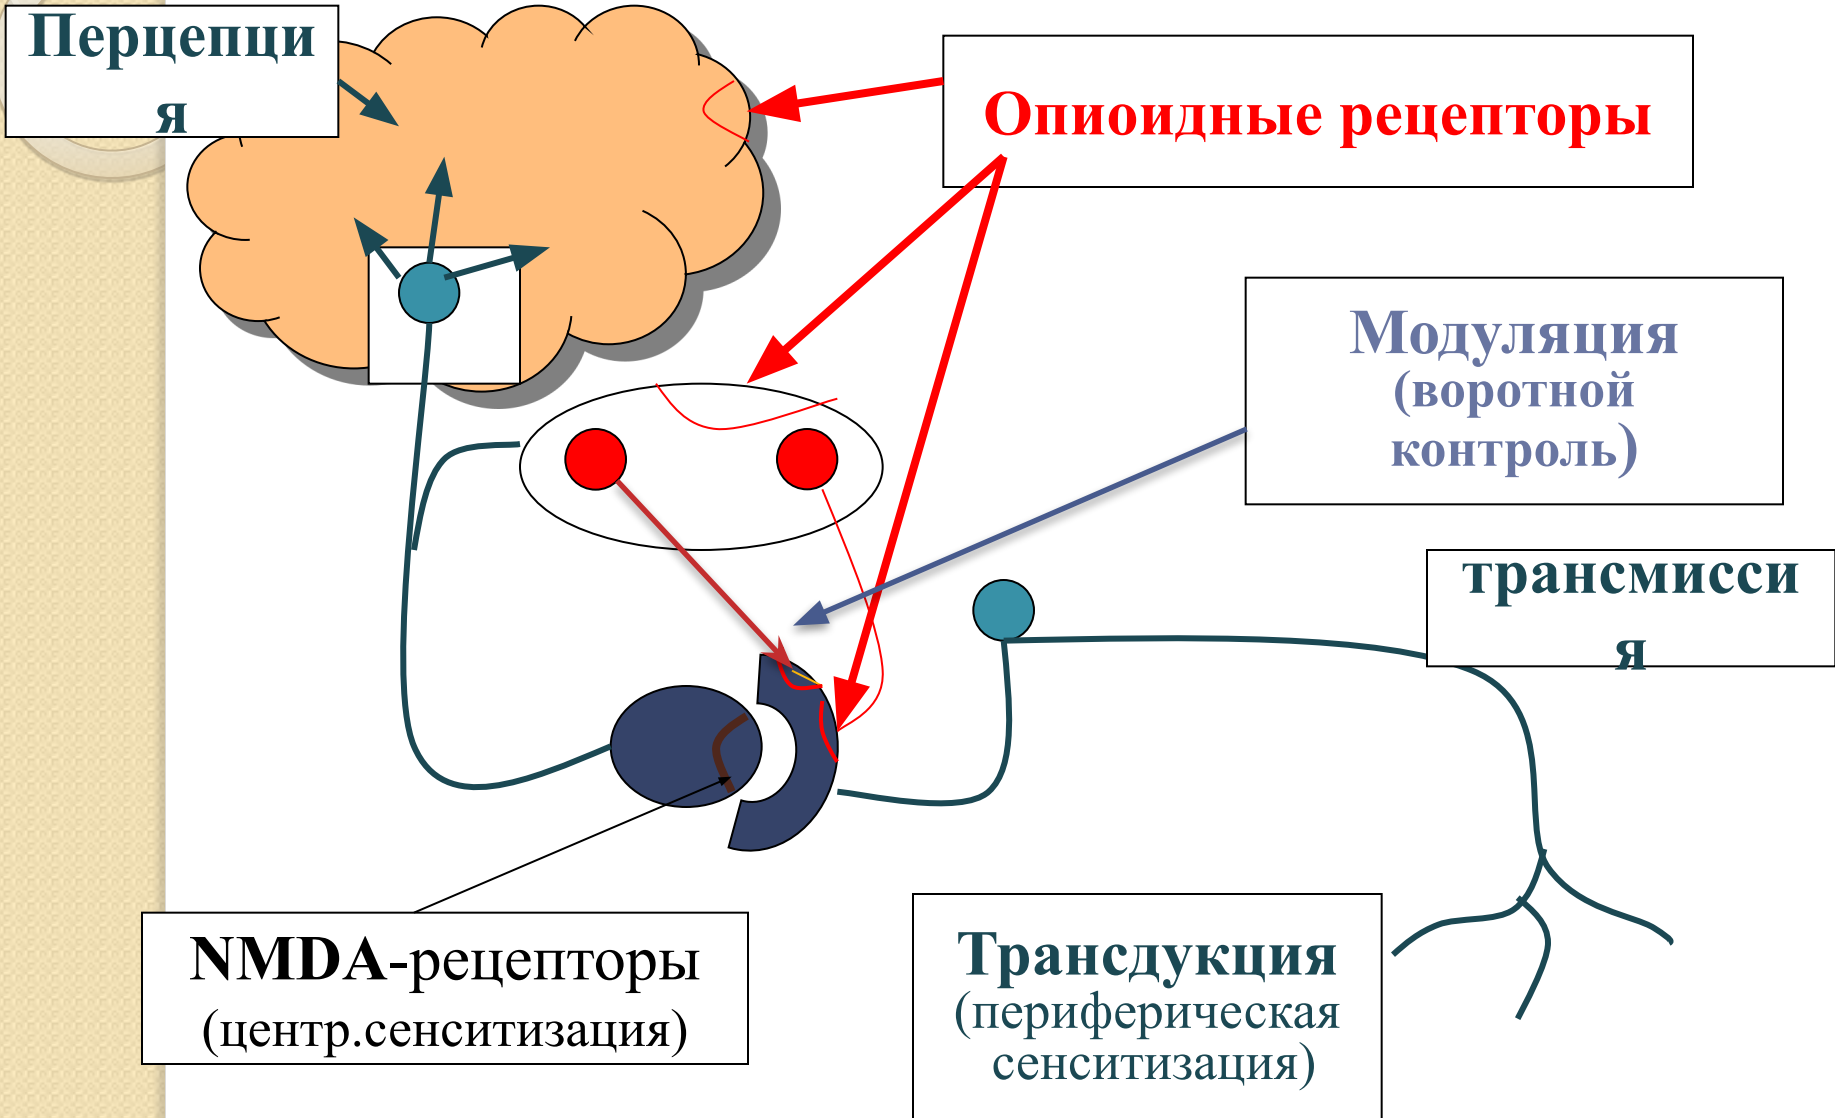 Перцепци
я
Опиоидные рецепторы
Модуляция
(воротной
контроль)
трансмисси
я
NMDA-рецепторы
(центр.сенситизация)
Трансдукция
(периферическая
сенситизация)